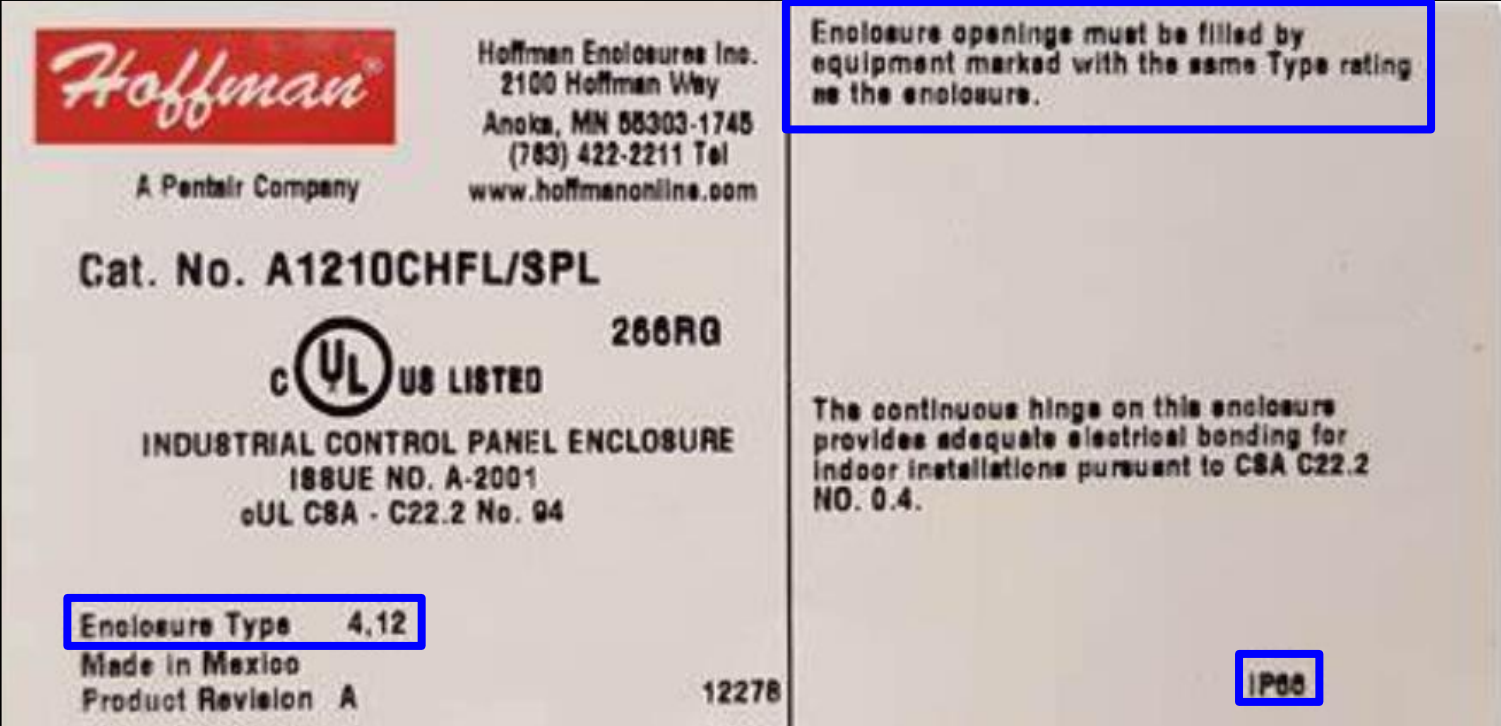 Hoffman®
A Pentair Company
Hoffman Enclosures Inc.
2100 Hoffman Way
Anoka, MN 55303-1745
(763) 422-2211 Tel
www.hoffmanonline.com
Cat. No. A1210CHFL/SPL
266RG
C UL US LISTED
INDUSTRIAL CONTROL PANEL ENCLOSURE
ISSUE NO. A-2001
cUL CSA - C22.2 No. 94
Enclosure Type 4,12
Made in Mexico
Product Revision A
12278
Enclosure openings must be filled by
equipment marked with the same Type rating
as the enclosure.
The continuous hinge on this enclosure
provides adequate electrical bonding for
indoor installations pursuant to CSA C22.2
NO. 0.4.
IP66